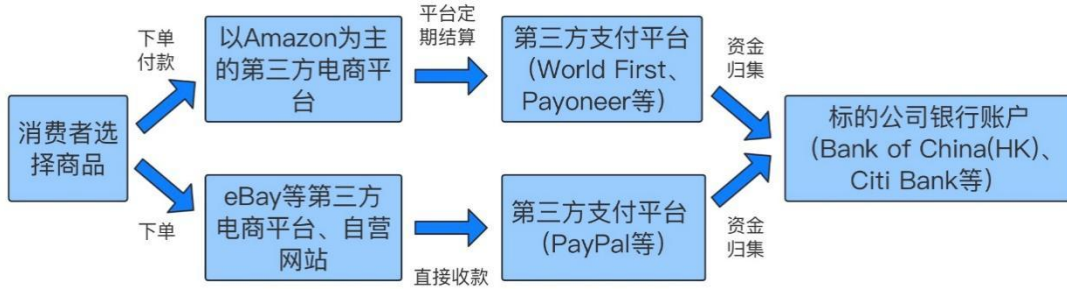 消费者选
择商品
下单
付款
以Amazon为主
的第三方电商平
台
平台定
期结算
第三方支付平台
（World First、
Payoneer等）
资金
归集
下单
eBay等第三方
电商平台、自营
网站
直接收款
第三方支付平台
(PayPal等）
资金
归集
标的公司银行账户
（Bank of China(HK)、
Citi Bank等）